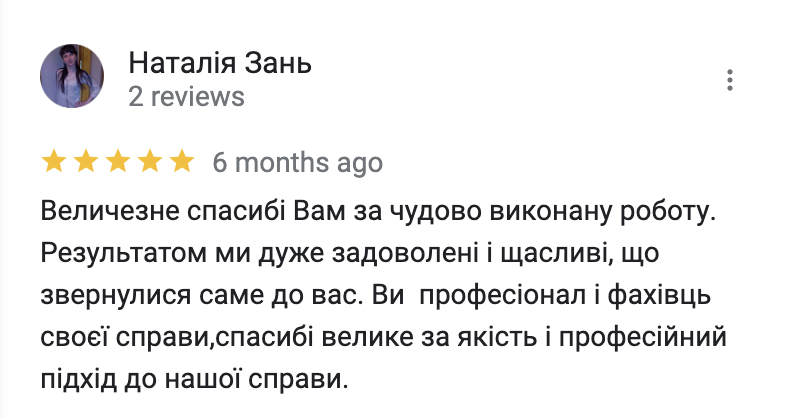 Наталія Зань
2 reviews
6 months ago
Величезне спасибі Вам за чудово виконану роботу.
Результатом ми дуже задоволені і щасливі, що
звернулися саме до вас. Ви  професіонал і фахівць
своєї справи,спасибі велике за якість і професійний
підхід до нашої справи.